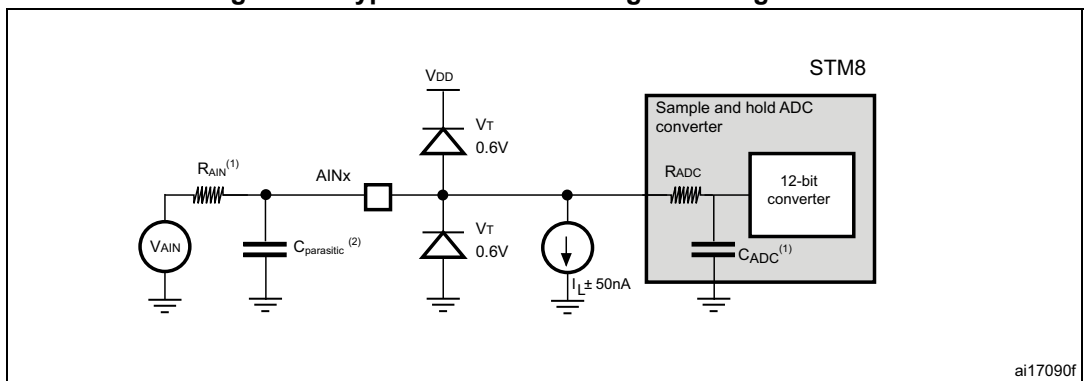 STM8
VDD
Sample and hold ADC
converter
VT
0.6V
RAIN(1)
AINx
RADC
12-bit
converter
VAIN
Cparasitic (2)
VT
0.6V
IL± 50nA
CADC(1)
ai17090f